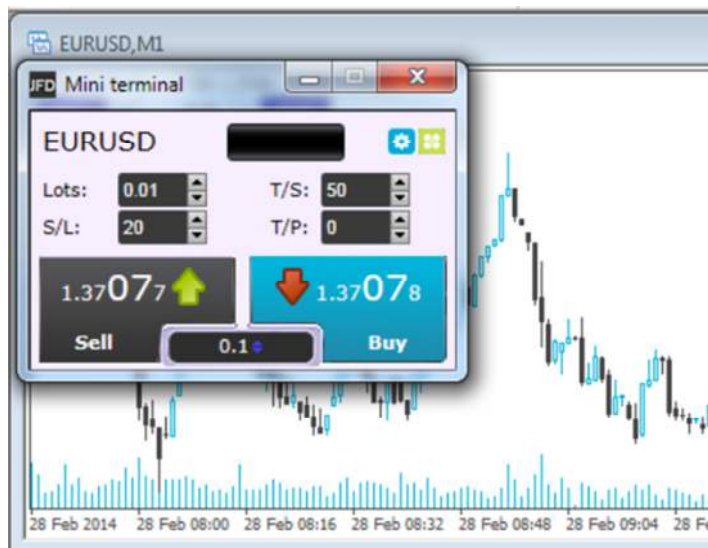 EURUSD,M1
JFD Mini terminal
EURUSD
Lots: 0.01 T/S: 50
S/L: 20 T/P: 0
1.37077 1.37078
Sell 0.1 Buy
28 Feb 2014 28 Feb 08:00 28 Feb 08:16 28 Feb 08:32 28 Feb 08:48 28 Feb 09:04 28 Fe